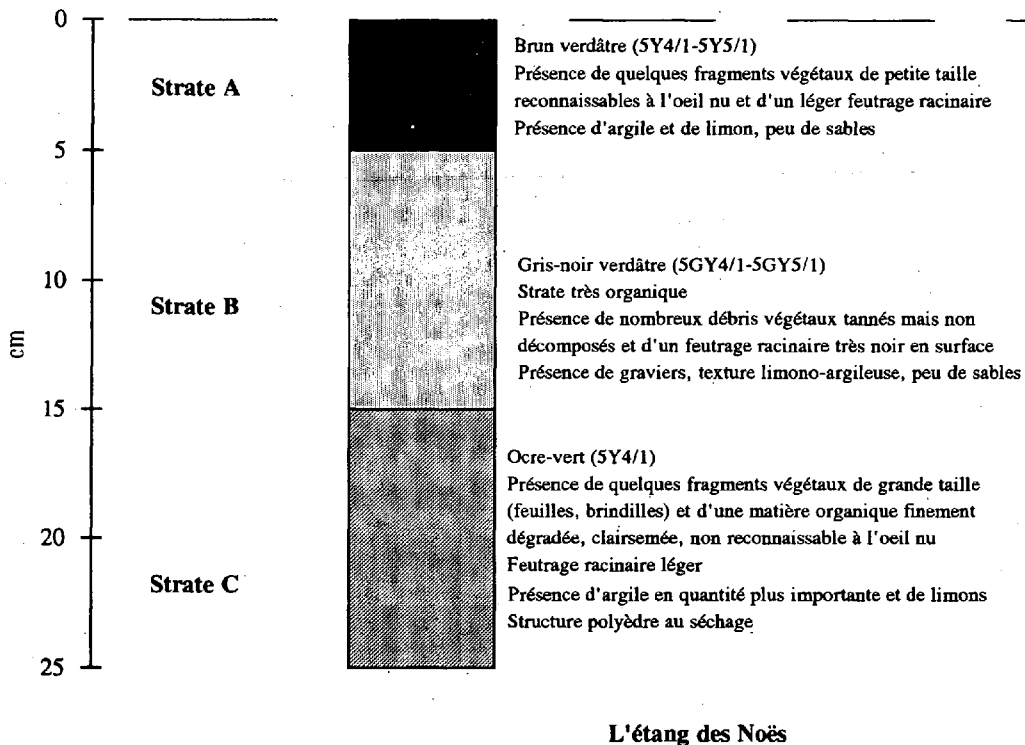 0
Strate A
Brun verdâtre (5Y4/1-5Y5/1)
Présence de quelques fragments végétaux de petite taille
reconnaissables à l'oeil nu et d'un léger feutrage racinaire
Présence d'argile et de limon, peu de sables
5
10
cm
Strate B
Gris-noir verdâtre (5GY4/1-5GY5/1)
Strate très organique
Présence de nombreux débris végétaux tannés mais non
décomposés et d'un feutrage racinaire très noir en surface
Présence de graviers, texture limono-argileuse, peu de sables
15
20
Strate C
Ocre-vert (5Y4/1)
Présence de quelques fragments végétaux de grande taille
(feuilles, brindilles) et d'une matière organique finement
dégradée, clairsemée, non reconnaissable à l'oeil nu
Feutrage racinaire léger
Présence d'argile en quantité plus importante et de limons
Structure polyèdre au séchage
25
L'étang des Noës